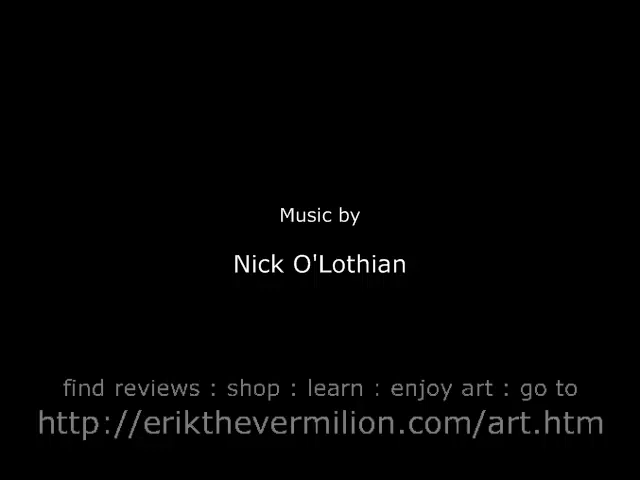 Music by
Nick O'Lothian
find reviews : shop : learn : enjoy art : go to
http://erikthevermilion.com/art.htm